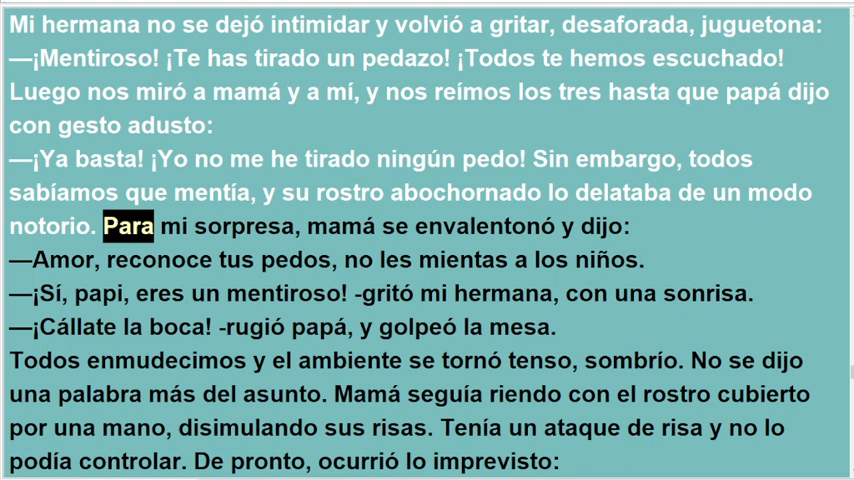 Mi hermana no se dejó intimidar y volvió a gritar, desaforada, juguetona:
—¡Mentiroso! ¡Te has tirado un pedazo! ¡Todos te hemos escuchado!
Luego nos miró a mamá y a mí, y nos reímos los tres hasta que papá dijo
con gesto adusto:
—¡Ya basta! ¡Yo no me he tirado ningún pedo! Sin embargo, todos
sabíamos que mentía, y su rostro abochornado lo delataba de un modo
notorio. Para mi sorpresa, mamá se envalentonó y dijo:
—Amor, reconoce tus pedos, no les mientas a los niños.
—¡Sí, papi, eres un mentiroso! -gritó mi hermana, con una sonrisa.
—¡Cállate la boca! -rugió papá, y golpeó la mesa.
Todos enmudecimos y el ambiente se tornó tenso, sombrío. No se dijo
una palabra más del asunto. Mamá seguía riendo con el rostro cubierto
por una mano, disimulando sus risas. Tenía un ataque de risa y no lo
podía controlar. De pronto, ocurrió lo imprevisto: